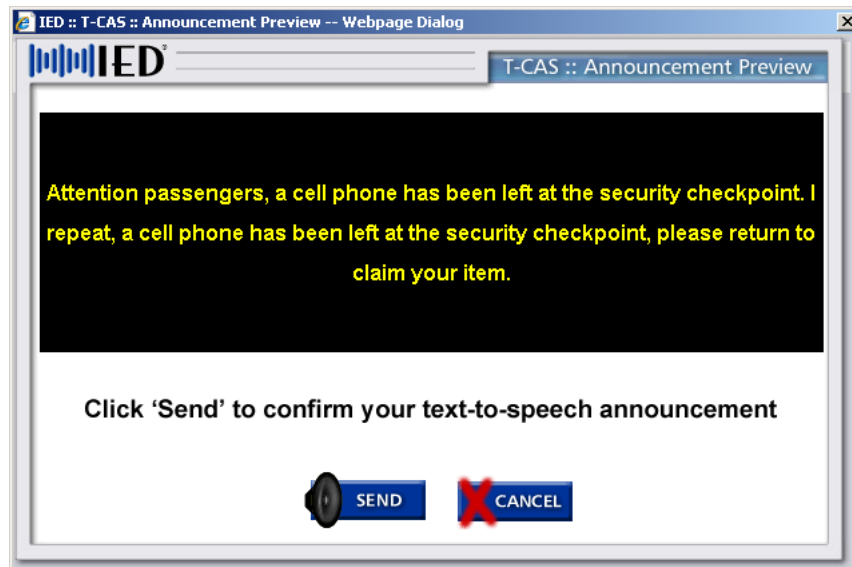 IED :: T-CAS :: Announcement Preview -- Webpage Dialog
IED
T-CAS :: Announcement Preview
Attention passengers, a cell phone has been left at the security checkpoint. I
repeat, a cell phone has been left at the security checkpoint, please return to
claim your item.
Click ‘Send’ to confirm your text-to-speech announcement
SEND
CANCEL